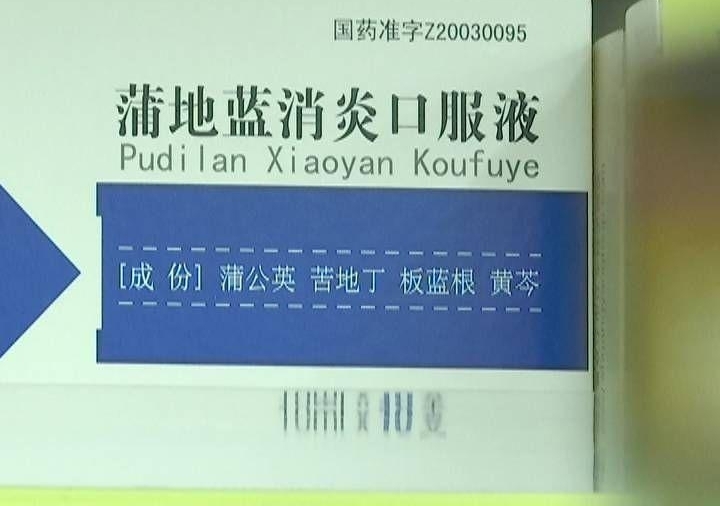 国药准字Z20030095
蒲地蓝消炎口服液
Pudilan Xiaoyan Koufuye
[成 份] 蒲公英 苦地丁 板蓝根 黄芩